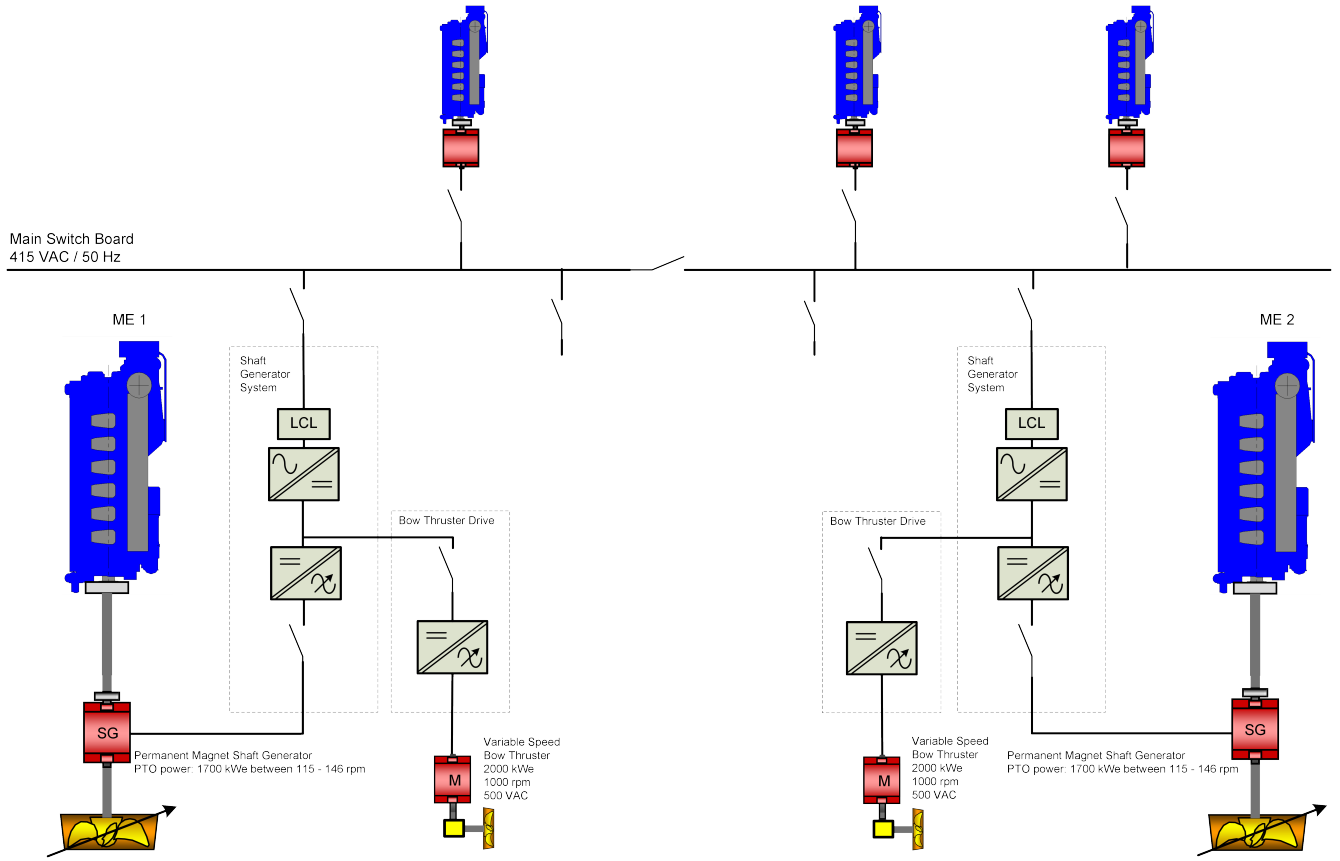 Main Switch Board
415 VAC / 50 Hz
ME 1
ME 2
Shaft
Generator
System
LCL
Bow Thruster Drive
SG
Permanent Magnet Shaft Generator
PTO power: 1700 kWe between 115 - 146 rpm
M
Variable Speed
Bow Thruster
2000 kWe
1000 rpm
500 VAC
Shaft
Generator
System
LCL
Bow Thruster Drive
M
Variable Speed
Bow Thruster
2000 kWe
1000 rpm
500 VAC
Permanent Magnet Shaft Generator
PTO power: 1700 kWe between 115 - 146 rpm
SG